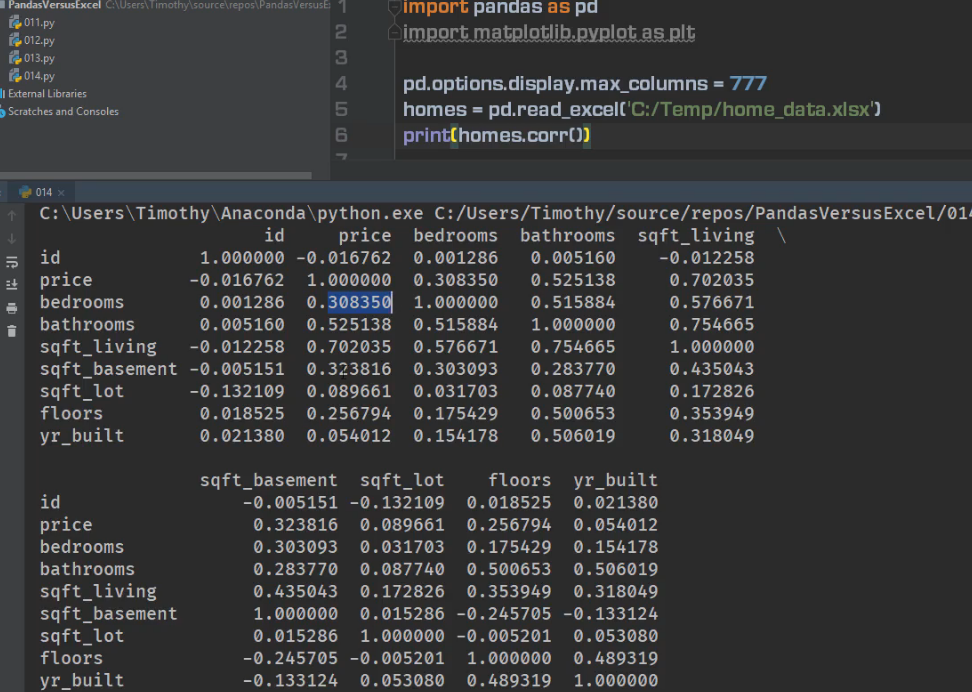 PandasVersusExcel C:\Users\Timothy\source\repos\PandasVersusE
011.py
012.py
013.py
014.py
External Libraries
Scratches and Consoles
1 import pandas as pd
2 import matplotlib.pyplot as plt
3
4 pd.options.display.max_columns = 777
5 homes = pd.read_excel('C:/Temp/home_data.xlsx')
6 print(homes.corr())
7
014
C:\Users\Timothy\Anaconda\python.exe C:/Users/Timothy/source/repos/PandasVersusExcel/014
id price bedrooms bathrooms sqft_living \
id 1.000000 -0.016762 0.001286 0.005160 -0.012258
price -0.016762 1.000000 0.308350 0.525138 0.702035
bedrooms 0.001286 0.308350 1.000000 0.515884 0.576671
bathrooms 0.005160 0.525138 0.515884 1.000000 0.754665
sqft_living -0.012258 0.702035 0.576671 0.754665 1.000000
sqft_basement -0.005151 0.323816 0.303093 0.283770 0.435043
sqft_lot -0.132109 0.089661 0.031703 0.087740 0.172826
floors 0.018525 0.256794 0.175429 0.500653 0.353949
yr_built 0.021380 0.054012 0.154178 0.506019 0.318049
sqft_basement sqft_lot floors yr_built
id -0.005151 -0.132109 0.018525 0.021380
price 0.323816 0.089661 0.256794 0.054012
bedrooms 0.303093 0.031703 0.175429 0.154178
bathrooms 0.283770 0.087740 0.500653 0.506019
sqft_living 0.435043 0.172826 0.353949 0.318049
sqft_basement 1.000000 0.015286 -0.245705 -0.133124
sqft_lot 0.015286 1.000000 -0.005201 0.053080
floors -0.245705 -0.005201 1.000000 0.489319
yr_built -0.133124 0.053080 0.489319 1.000000